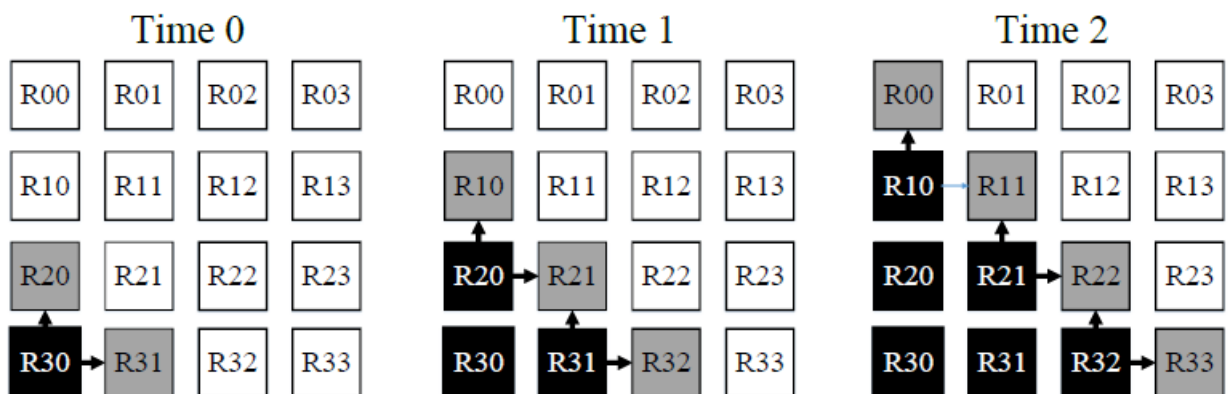 Time 0 Time 1 Time 2
R00 R01 R02 R03 R00 R01 R02 R03 R00 R01 R02 R03
R10 R11 R12 R13 R10 R11 R12 R13 R10 R11 R12 R13
R20 R21 R22 R23 R20 R21 R22 R23 R20 R21 R22 R23
R30 R31 R32 R33 R30 R31 R32 R33 R30 R31 R32 R33